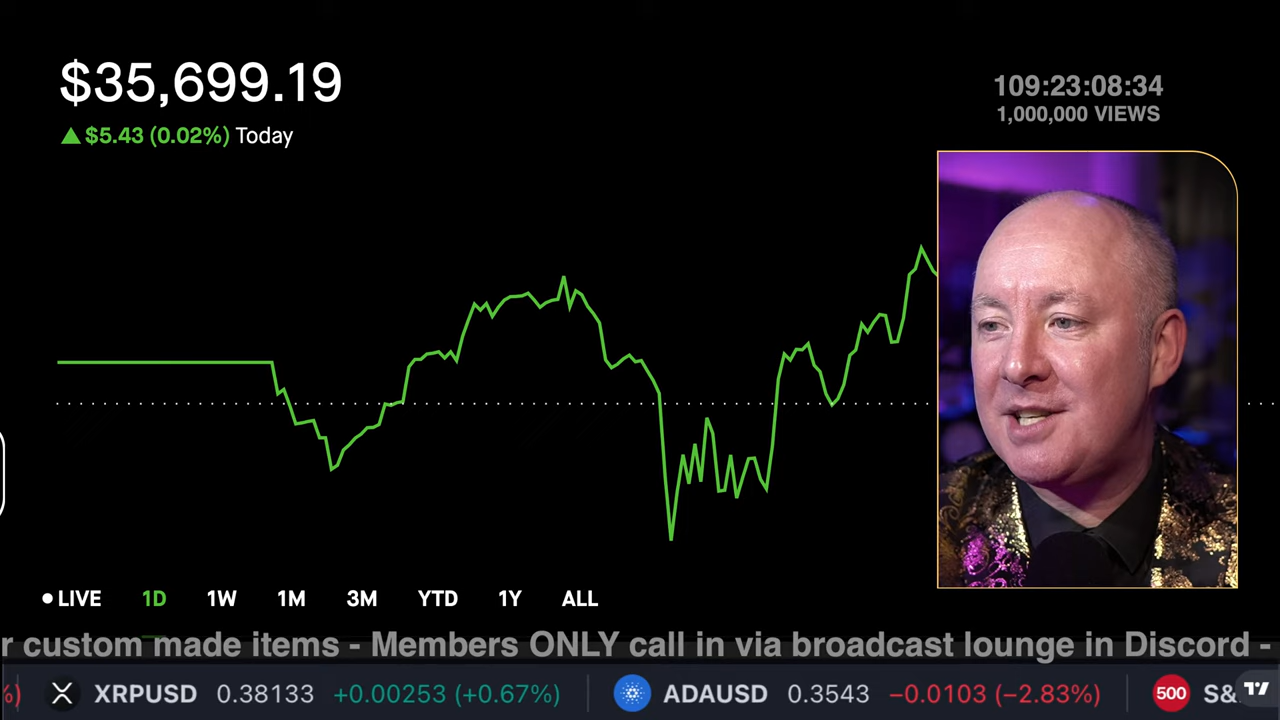 $35,699.19
109:23:08:34
1,000,000 VIEWS
▲$5.43 (0.02%) Today
LIVE 1D 1W 1M 3M YTD 1Y ALL
r custom made items - Members ONLY call in via broadcast lounge in Discord -
%) XRPUSD 0.38133 +0.00253 (+0.67%) ADAUSD 0.3543 −0.0103 (−2.83%) 500 S&